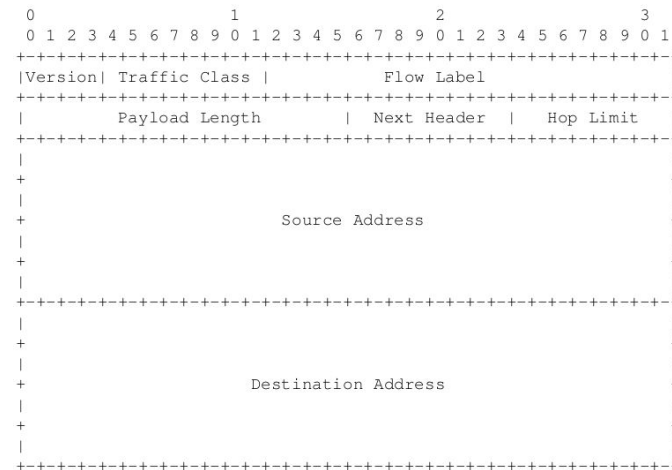 0                   1                   2                   3
0 1 2 3 4 5 6 7 8 9 0 1 2 3 4 5 6 7 8 9 0 1 2 3 4 5 6 7 8 9 0 1
+-+-+-+-+-+-+-+-+-+-+-+-+-+-+-+-+-+-+-+-+-+-+-+-+-+-+-+-+-+-+-+-
|Version| Traffic Class |           Flow Label
+-+-+-+-+-+-+-+-+-+-+-+-+-+-+-+-+-+-+-+-+-+-+-+-+-+-+-+-+-+-+-+-
|         Payload Length        |  Next Header  |   Hop Limit
+-+-+-+-+-+-+-+-+-+-+-+-+-+-+-+-+-+-+-+-+-+-+-+-+-+-+-+-+-+-+-+-
|
+
|
+                         Source Address
|
+
|
+-+-+-+-+-+-+-+-+-+-+-+-+-+-+-+-+-+-+-+-+-+-+-+-+-+-+-+-+-+-+-+-
|
+
|
+                      Destination Address
|
+
|
+-+-+-+-+-+-+-+-+-+-+-+-+-+-+-+-+-+-+-+-+-+-+-+-+-+-+-+-+-+-+-+-